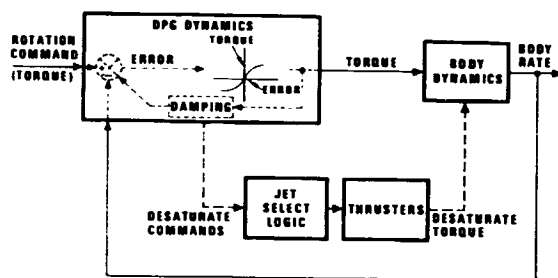 DPG DYNAMICS
ROTATION
COMMAND
(TORQUE)
ERROR
TORQUE
ERROR
DAMPING
TORQUE
BODY
DYNAMICS
BODY
RATE
DESATURATE
COMMANDS
JET
SELECT
LOGIC
THRUSTERS
DESATURATE
TORQUE